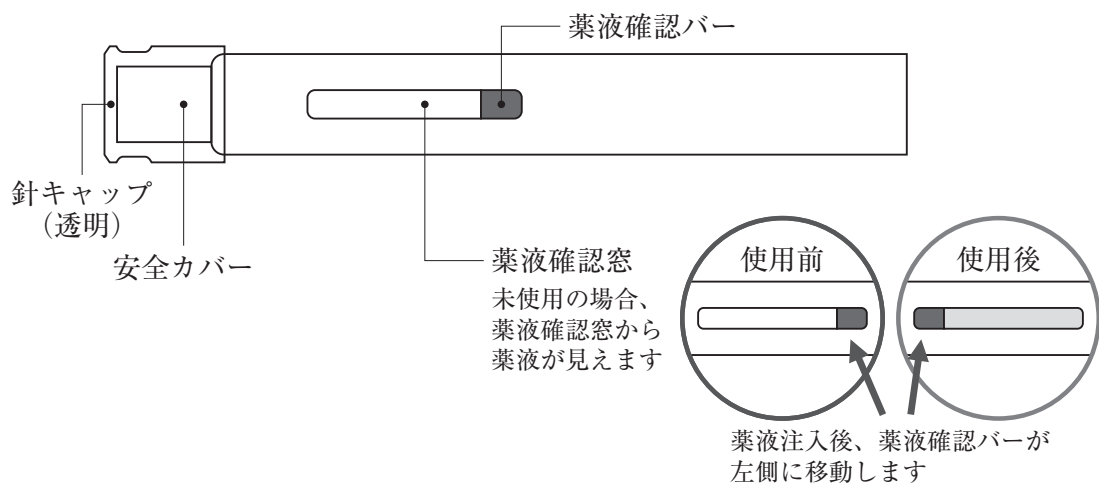 薬液確認バー
針キャップ
（透明）
安全カバー
薬液確認窓
未使用の場合、
薬液確認窓から
薬液が見えます
使用前
使用後
薬液注入後、薬液確認バーが
左側に移動します